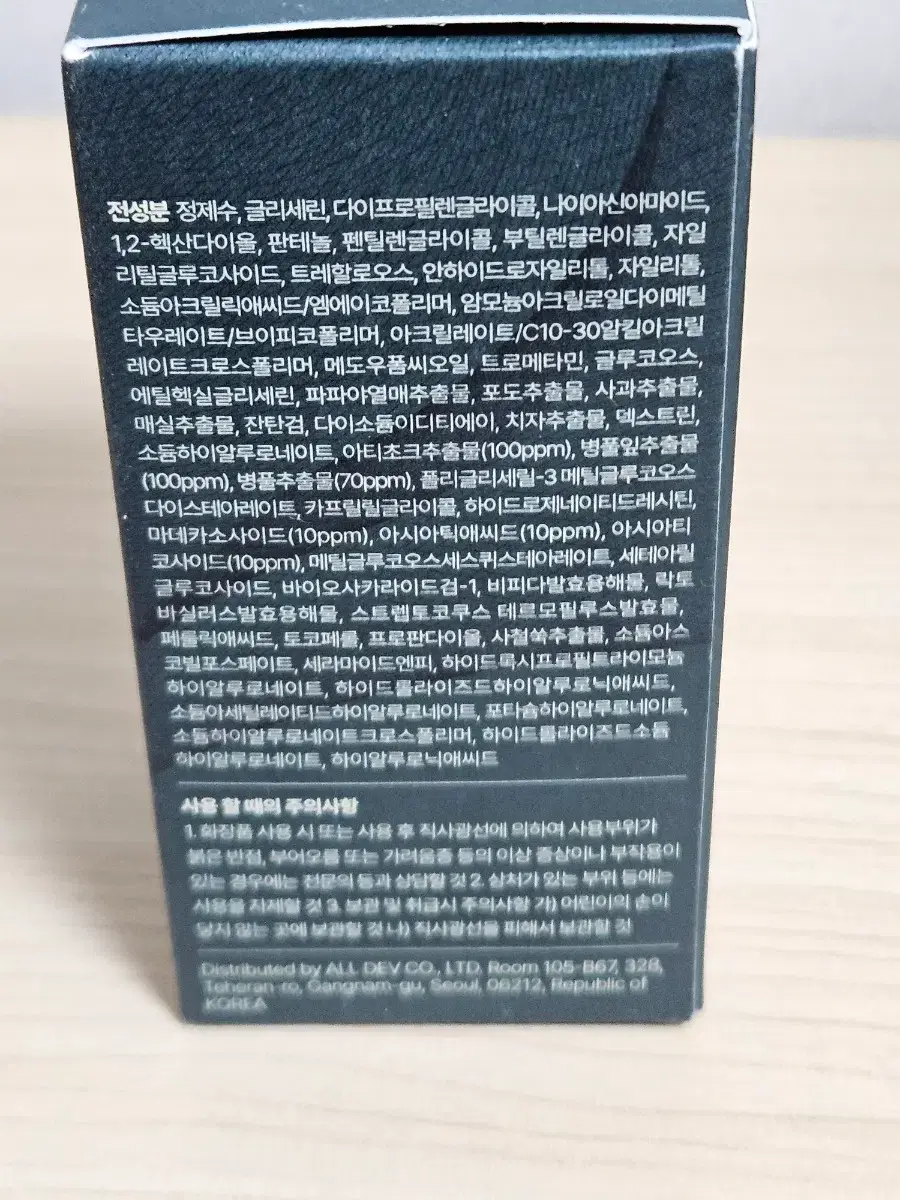 전성분 정제수, 글리세린, 다이프로필렌글라이콜, 나이아신아마이드,
1,2-헥산다이올, 판테놀, 펜틸렌글라이콜, 부틸렌글라이콜, 자일
리틸글루코사이드, 트레할로오스, 안하이드로자일리톨, 자일리톨,
소듐아크릴릭애씨드/엠에이코폴리머, 암모늄아크릴로일다이메틸
타우레이트/브이피코폴리머, 아크릴레이트/C10-30알킬아크릴
레이트크로스폴리머, 메도우폼씨오일, 트로메타민, 글루코오스,
에틸헥실글리세린, 파파야열매추출물, 포도추출물, 사과추출물,
매실추출물, 잔탄검, 다이소듐이디티에이, 치자추출물, 덱스트린,
소듐하이알루로네이트, 아티초크추출물(100ppm), 병풀잎추출물
(100ppm), 병풀추출물(70ppm), 폴리글리세릴-3 메틸글루코오스
다이스테아레이트, 카프릴릴글라이콜, 하이드로제네이티드레시틴,
마데카소사이드(10ppm), 아시아틱애씨드(10ppm), 아시아티
코사이드(10ppm), 메틸글루코오스세스퀴스테아레이트, 세테아릴
글루코사이드, 바이오사카라이드검-1, 비피다발효용해물, 락토
바실러스발효용해물, 스트렙토코쿠스 테르모필루스발효물,
페룰릭애씨드, 토코페롤, 프로판다이올, 사철쑥추출물, 소듐아스
코빌포스페이트, 세라마이드엔피, 하이드록시프로필트라이모늄
하이알루로네이트, 하이드롤라이즈드하이알루로닉애씨드,
소듐아세틸레이티드하이알루로네이트, 포타슘하이알루로네이트,
소듐하이알루로네이트크로스폴리머, 하이드롤라이즈드소듐
하이알루로네이트, 하이알루로닉애씨드
사용 할 때의 주의사항
1. 화장품 사용 시 또는 사용 후 직사광선에 의하여 사용부위가
붉은 반점, 부어오름 또는 가려움증 등의 이상 증상이나 부작용이
있는 경우에는 전문의 등과 상담할 것 2. 상처가 있는 부위 등에는
사용을 자제할 것 3. 보관 및 취급시 주의사항 가) 어린이의 손이
닿지 않는 곳에 보관할 것 나) 직사광선을 피해서 보관할 것
Distributed by ALL DEV CO., LTD. Room 105-B67, 328,
Teheran-ro, Gangnam-gu, Seoul, 06212, Republic of
KOREA